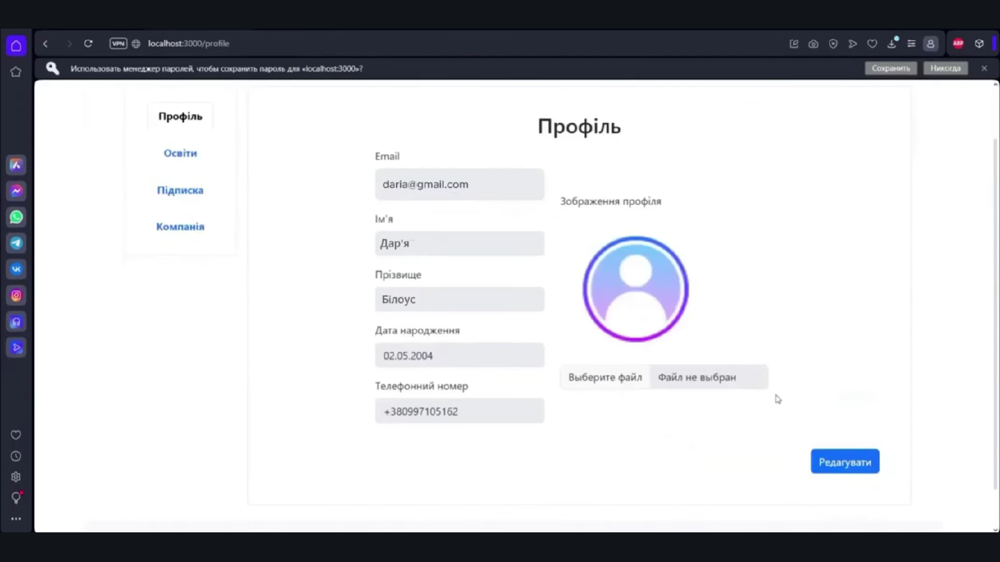 VPN localhost:3000/profile ABP
Использовать менеджер паролей, чтобы сохранить пароль для «localhost:3000»? Сохранить Никогда
Профіль
Освіти
Підписка
Компанія
Профіль
Email
daria@gmail.com
Ім'я
Дар'я
Прізвище
Білоус
Дата народження
02.05.2004
Телефонний номер
+380997105162
Зображення профіля
Выберите файл Файл не выбран
Редагувати